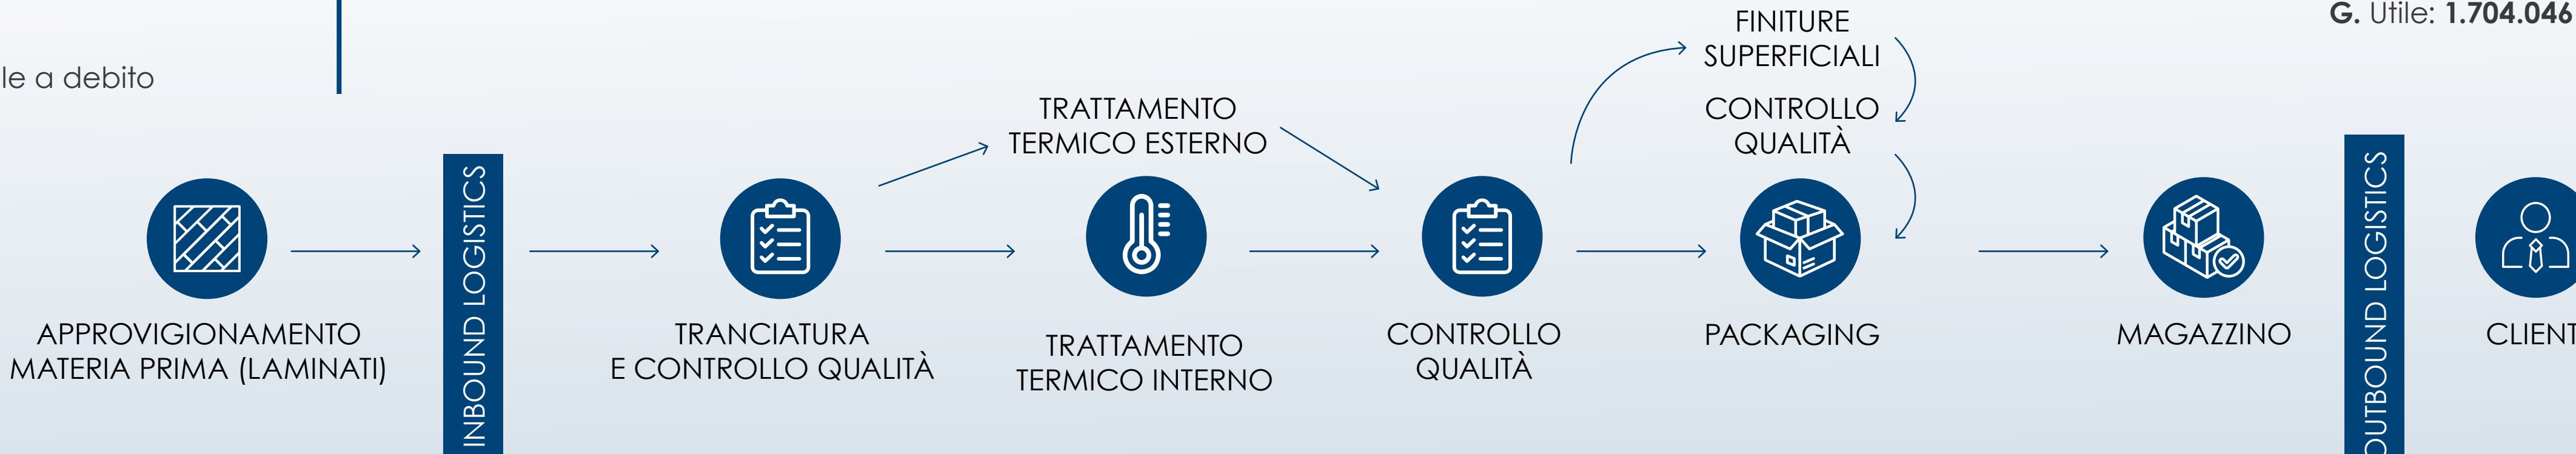 G. Utile: 1.704.046
le a debito
FINITURE
SUPERFICIALI
TRATTAMENTO
TERMICO ESTERNO
CONTROLLO
QUALITÀ
INBOUND LOGISTICS
OUTBOUND LOGISTICS
APPROVIGIONAMENTO
MATERIA PRIMA (LAMINATI)
TRANCIATURA
E CONTROLLO QUALITÀ
TRATTAMENTO
TERMICO INTERNO
CONTROLLO
QUALITÀ
PACKAGING
MAGAZZINO
CLIENT